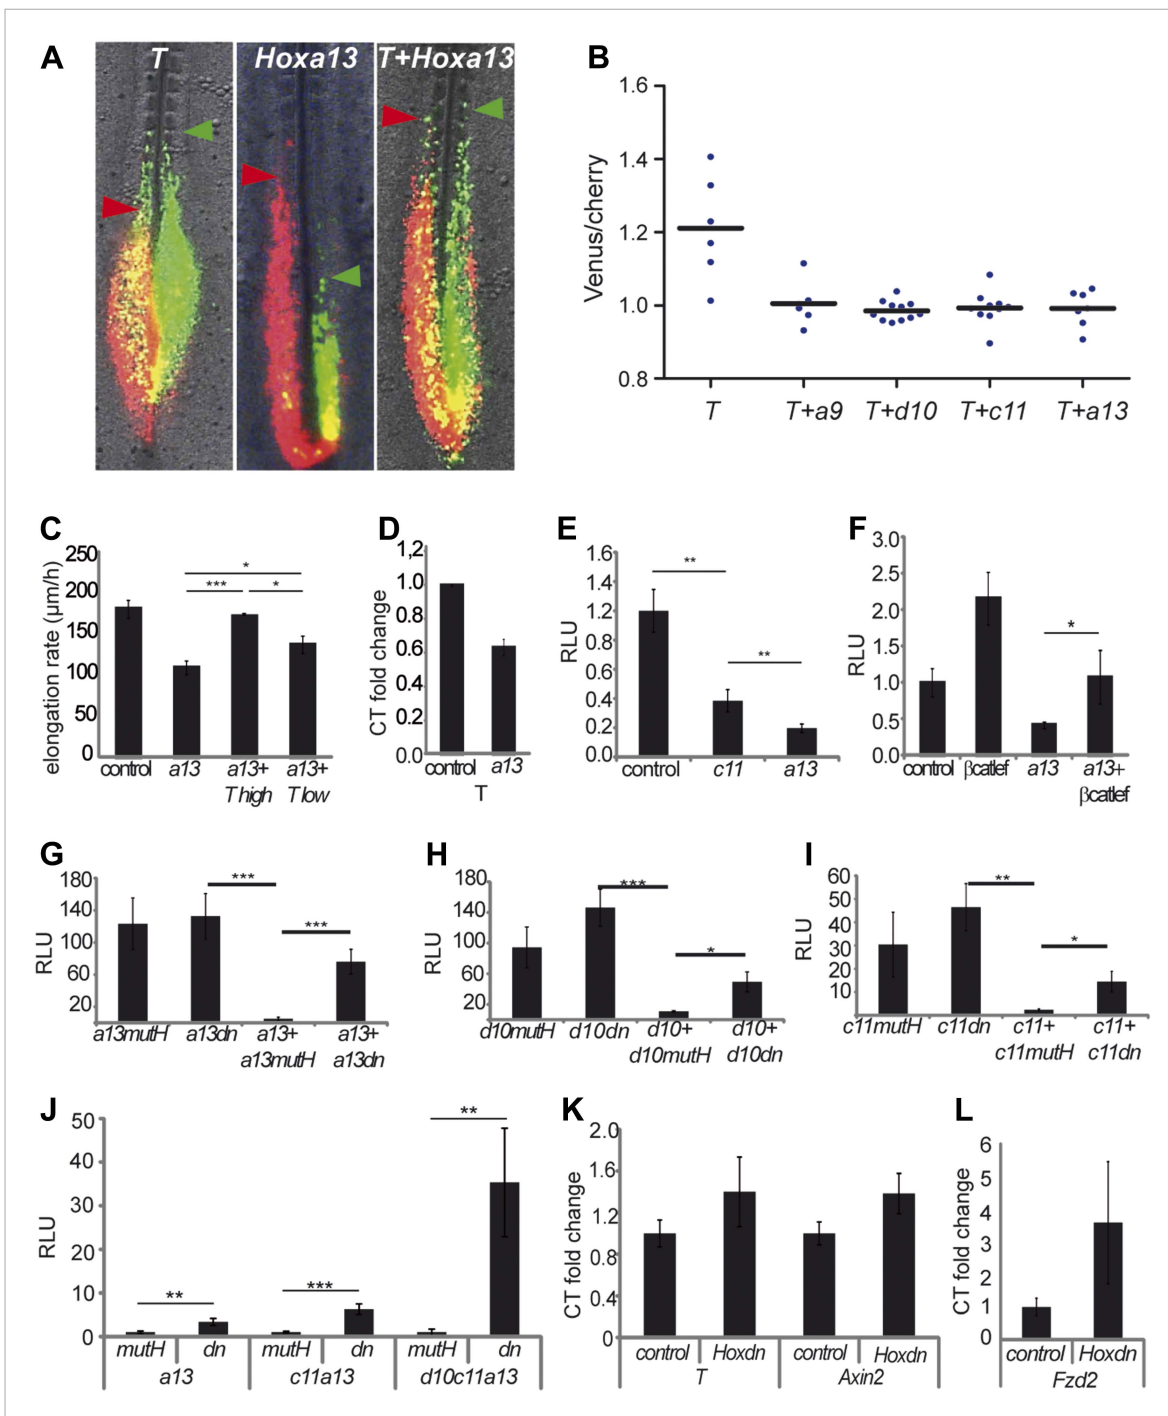 A
T
Hoxa13
T+Hoxa13
B
Venus/cherry
1.6
1.4
1.2
1.0
0.8
T
T+a9
T+d10
T+c11
T+a13
C
elongation rate (µm/h)
250
200
150
100
50
0
*
***
*
control
a13
a13+
T high
a13+
T low
D
CT fold change
1,2
1.0
0.8
0.6
0.4
0.2
0.0
control
a13
T
E
RLU
1.6
1.4
1.2
1.0
0.8
0.6
0.4
0.2
0.0
**
**
control
c11
a13
F
RLU
3.0
2.5
2.0
1.5
1.0
0.5
0.0
*
control
βcatlef
a13
a13+
βcatlef
G
RLU
180
140
100
60
20
***
***
a13mutH
a13dn
a13+
a13mutH
a13+
a13dn
H
RLU
180
140
100
60
20
***
*
d10mutH
d10dn
d10+
d10mutH
d10+
d10dn
I
RLU
60
50
40
30
20
10
**
*
c11mutH
c11dn
c11+
c11mutH
c11+
c11dn
J
RLU
50
40
30
20
10
0
**
***
**
mutH
dn
mutH
dn
mutH
dn
a13
c11a13
d10c11a13
K
CT fold change
2.0
1.6
1.2
0.8
0.4
0
control
Hoxdn
control
Hoxdn
T
Axin2
L
CT fold change
6
5
4
3
2
1
0
control
Hoxdn
Fzd2